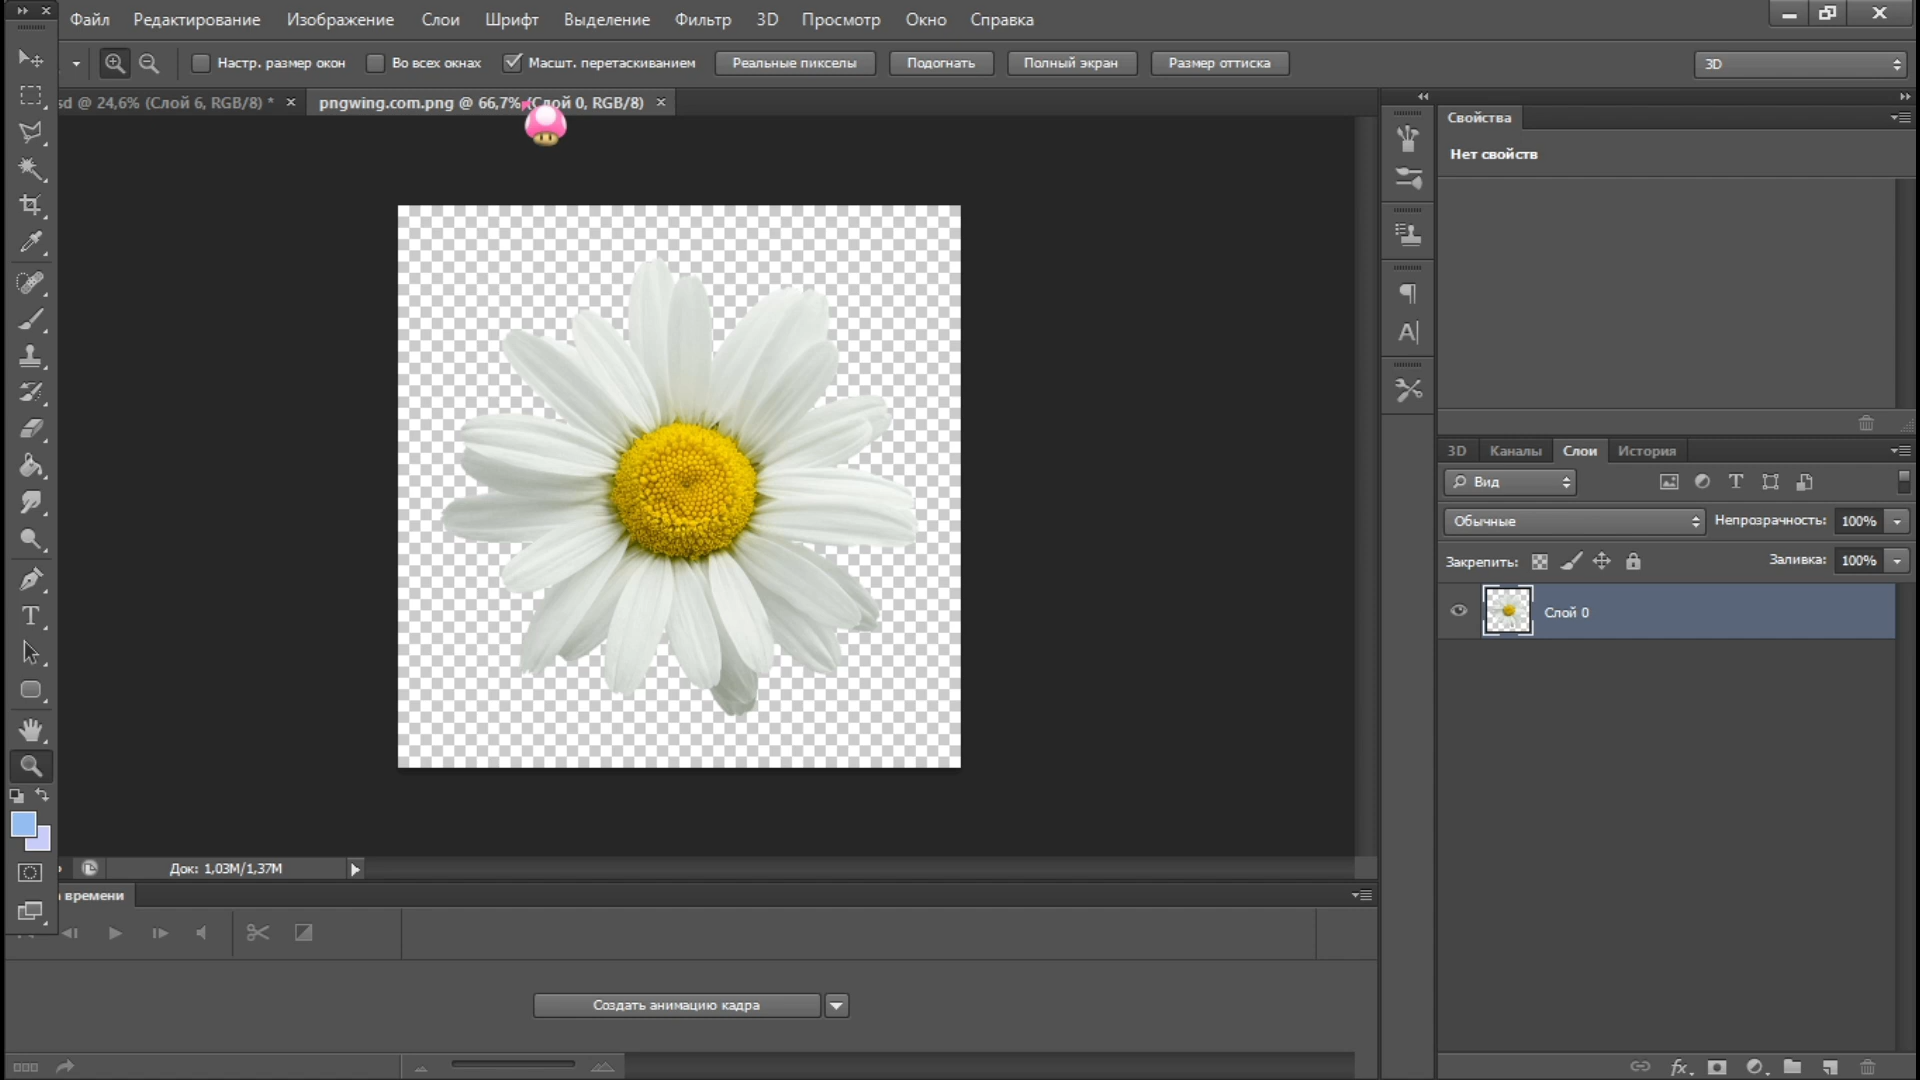 Файл Редактирование Изображение Слои Шрифт Выделение Фильтр 3D Просмотр Окно Справка
Настр. размер окон Во всех окнах Масшт. перетаскиванием Реальные пикселы Подогнать Полный экран Размер оттиска 3D
sd @ 24,6% (Слой 6, RGB/8) * pngwing.com.png @ 66,7% (Слой 0, RGB/8)
Свойства
Нет свойств
3D Каналы Слои История
Вид
Обычные Непрозрачность: 100%
Закрепить: Заливка: 100%
Слой 0
Док: 1,03M/1,37M
времени
Создать анимацию кадра